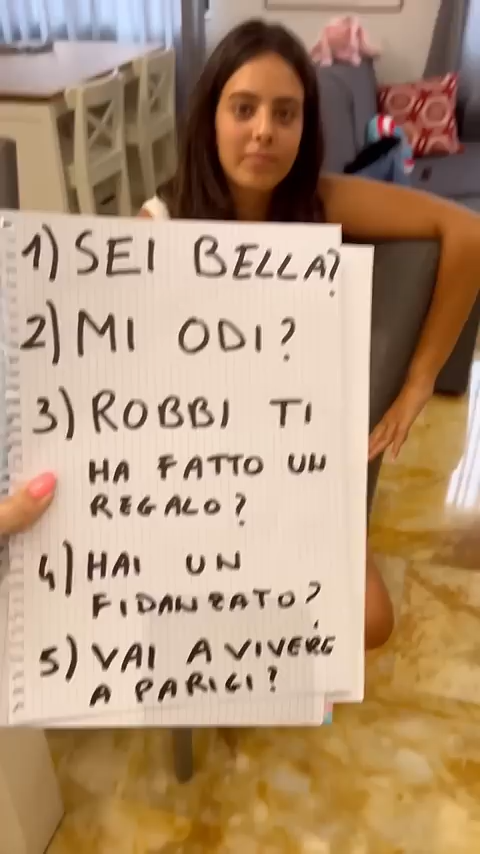 1) SEI BELLA?
2) MI ODI?
3) ROBBI TI
HA FATTO UN
REGALO?
4) HAI UN
FIDANZATO?
5) VAI A VIVERE
A PARIGI?